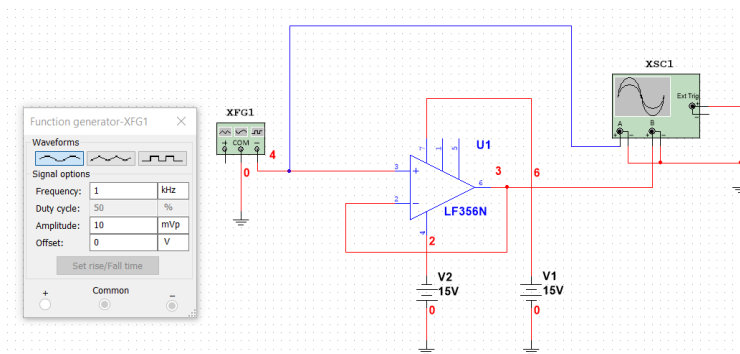 XSC1
Ext Trig
+
-
A
B
+ - + -
XFG1
+ COM -
4
0
Function generator-XFG1
Waveforms
Signal options
Frequency: 1 kHz
Duty cycle: 50 %
Amplitude: 10 mVp
Offset: 0 V
Set rise/Fall time
+ Common -
7 1 5
U1
3 +
2 -
6
3
6
LF356N
4
2
V2
15V
0
V1
15V
0